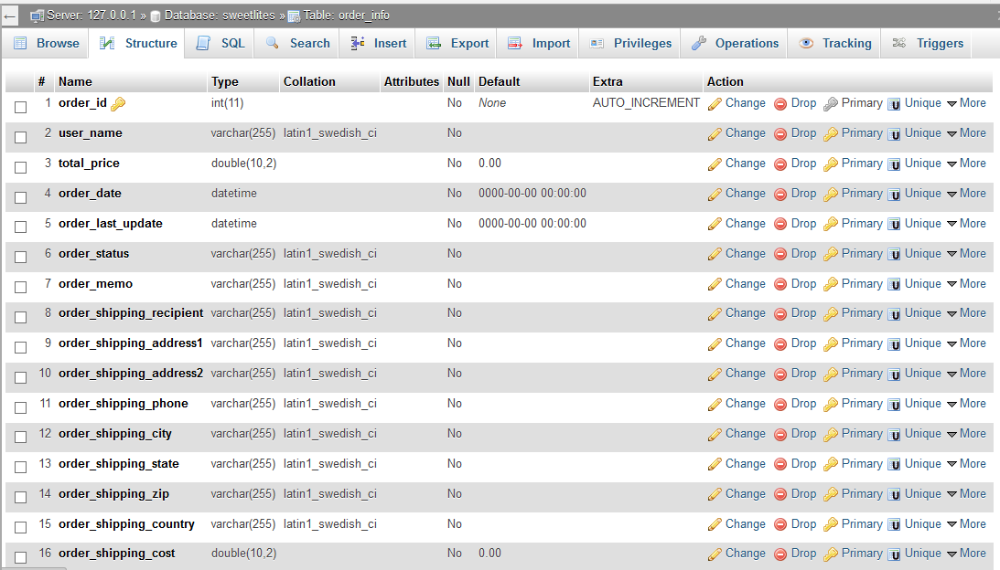 ← Server: 127.0.0.1 » Database: sweetlites » Table: order_info
Browse Structure SQL Search Insert Export Import Privileges Operations Tracking Triggers
# Name Type Collation Attributes Null Default Extra Action
1 order_id int(11) No None AUTO_INCREMENT Change Drop Primary U Unique More
2 user_name varchar(255) latin1_swedish_ci No Change Drop Primary U Unique More
3 total_price double(10,2) No 0.00 Change Drop Primary U Unique More
4 order_date datetime No 0000-00-00 00:00:00 Change Drop Primary U Unique More
5 order_last_update datetime No 0000-00-00 00:00:00 Change Drop Primary U Unique More
6 order_status varchar(255) latin1_swedish_ci No Change Drop Primary U Unique More
7 order_memo varchar(255) latin1_swedish_ci No Change Drop Primary U Unique More
8 order_shipping_recipient varchar(255) latin1_swedish_ci No Change Drop Primary U Unique More
9 order_shipping_address1 varchar(255) latin1_swedish_ci No Change Drop Primary U Unique More
10 order_shipping_address2 varchar(255) latin1_swedish_ci No Change Drop Primary U Unique More
11 order_shipping_phone varchar(255) latin1_swedish_ci No Change Drop Primary U Unique More
12 order_shipping_city varchar(255) latin1_swedish_ci No Change Drop Primary U Unique More
13 order_shipping_state varchar(255) latin1_swedish_ci No Change Drop Primary U Unique More
14 order_shipping_zip varchar(255) latin1_swedish_ci No Change Drop Primary U Unique More
15 order_shipping_country varchar(255) latin1_swedish_ci No Change Drop Primary U Unique More
16 order_shipping_cost double(10,2) No 0.00 Change Drop Primary U Unique More